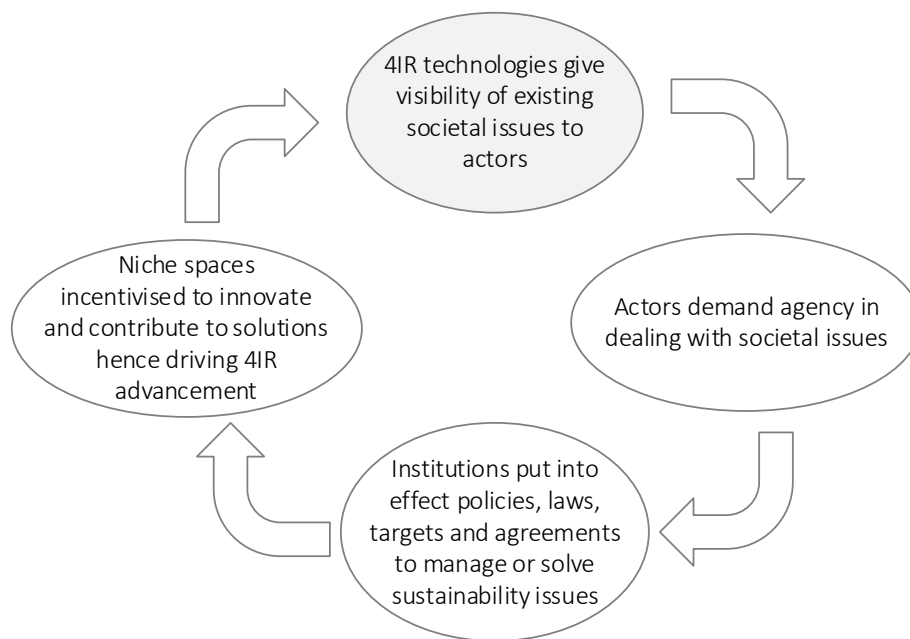 4IR technologies give
visibility of existing
societal issues to
actors
Actors demand agency in
dealing with societal issues
Institutions put into
effect policies, laws,
targets and agreements
to manage or solve
sustainability issues
Niche spaces
incentivised to innovate
and contribute to solutions
hence driving 4IR
advancement